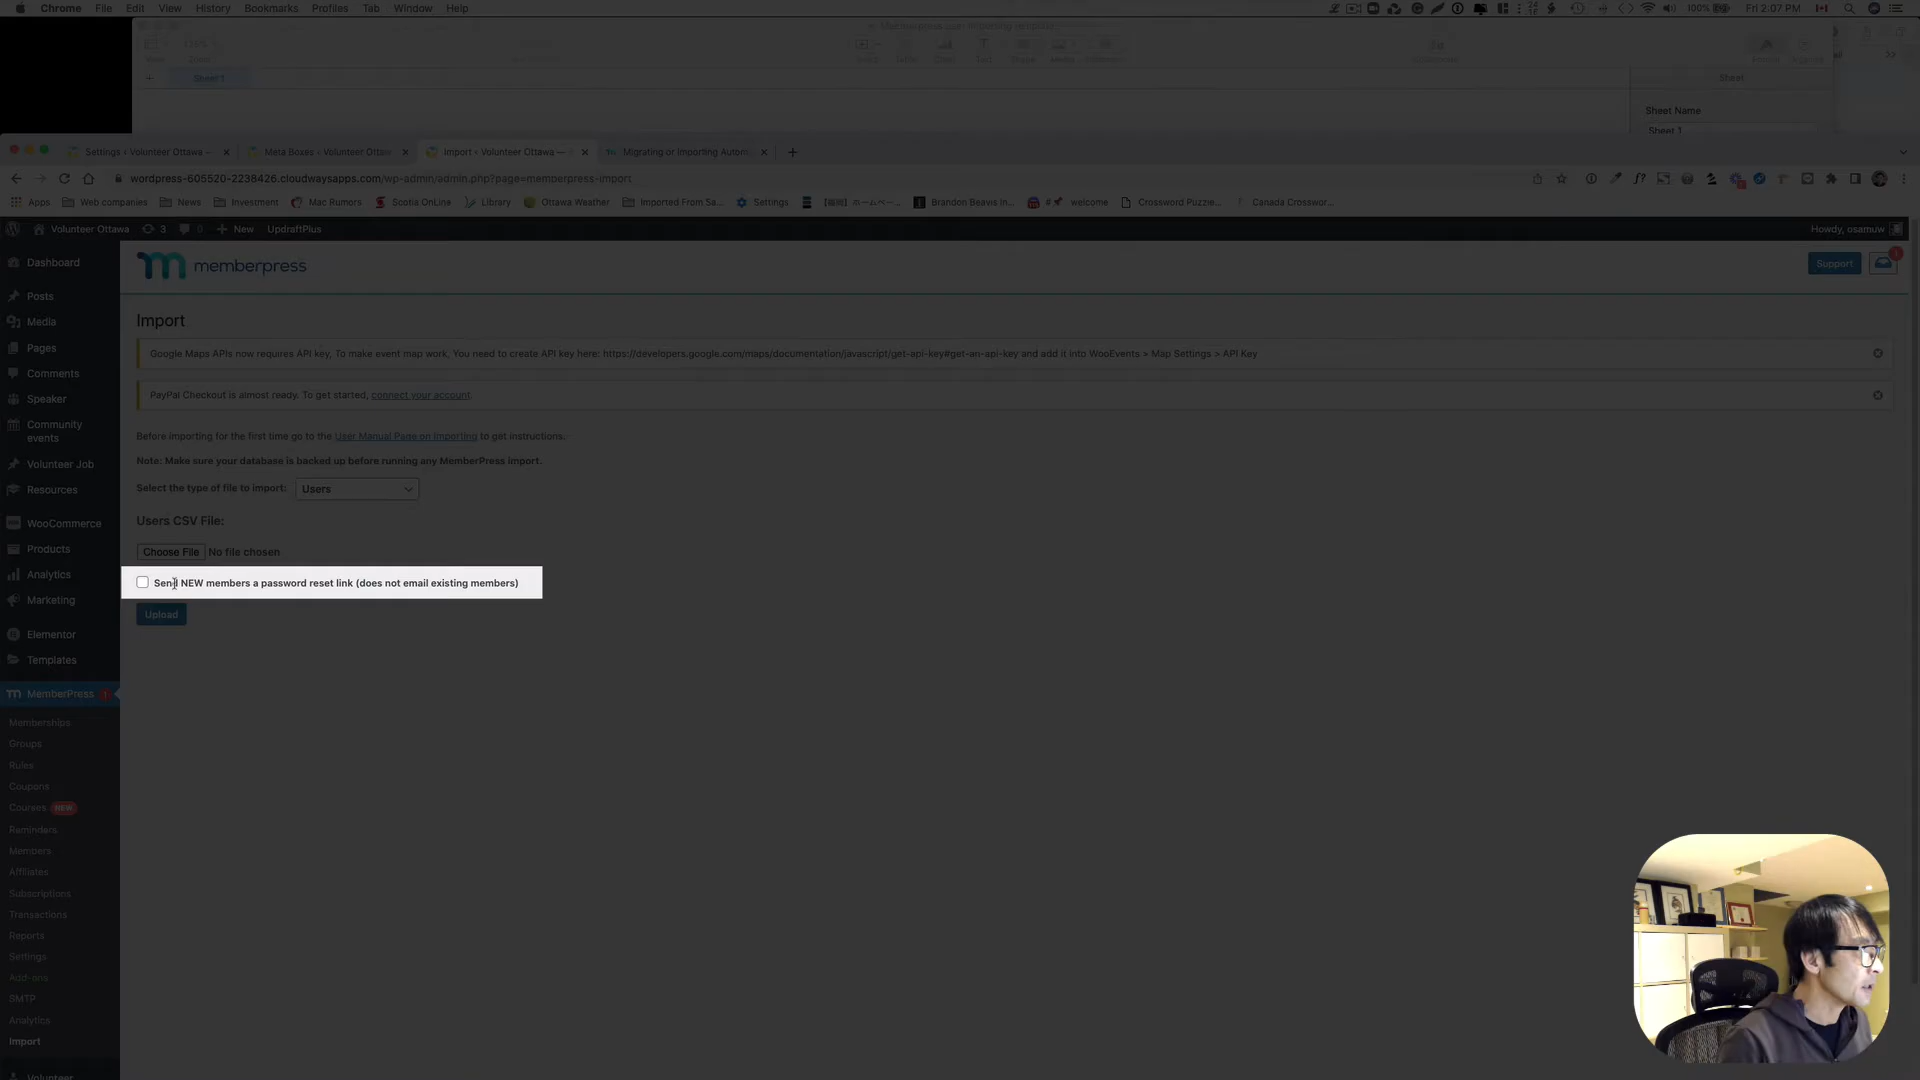 Chrome File Edit View History Bookmarks Profiles Tab Window Help 100% Fri 2:07 PM
Sheet 1 Sheet
Sheet Name
Sheet 1
Settings ‹ Volunteer Ottawa — Meta Boxes ‹ Volunteer Ottaw Import ‹ Volunteer Ottawa — Migrating or Importing Autom
wordpress-605520-2238426.cloudwaysapps.com/wp-admin/admin.php?page=memberpress-import
Apps Web companies News Investment Mac Rumors Scotia OnLine Library Ottawa Weather Imported From Sa... Settings Brandon Beavis In... welcome Crossword Puzzle... Canada Crosswor...
Volunteer Ottawa 3 0 New UpdraftPlus Howdy, osamuw
Dashboard
Posts
Media
Pages
Comments
Speaker
Community
events
Volunteer Job
Resources
WooCommerce
Products
Analytics
Marketing
Elementor
Templates
MemberPress 1
Memberships
Groups
Rules
Coupons
Courses NEW
Reminders
Members
Affiliates
Subscriptions
Transactions
Reports
Settings
Add-ons
SMTP
Analytics
Import
Volunteer
memberpress Support 1
Import
Google Maps APIs now requires API key, To make event map work, You need to create API key here: https://developers.google.com/maps/documentation/javascript/get-api-key#get-an-api-key and add it into WooEvents > Map Settings > API Key
PayPal Checkout is almost ready. To get started, connect your account.
Before importing for the first time go to the User Manual Page on Importing to get instructions.
Note: Make sure your database is backed up before running any MemberPress import.
Select the type of file to import: Users
Users CSV File:
Choose File No file chosen
Send NEW members a password reset link (does not email existing members)
Upload